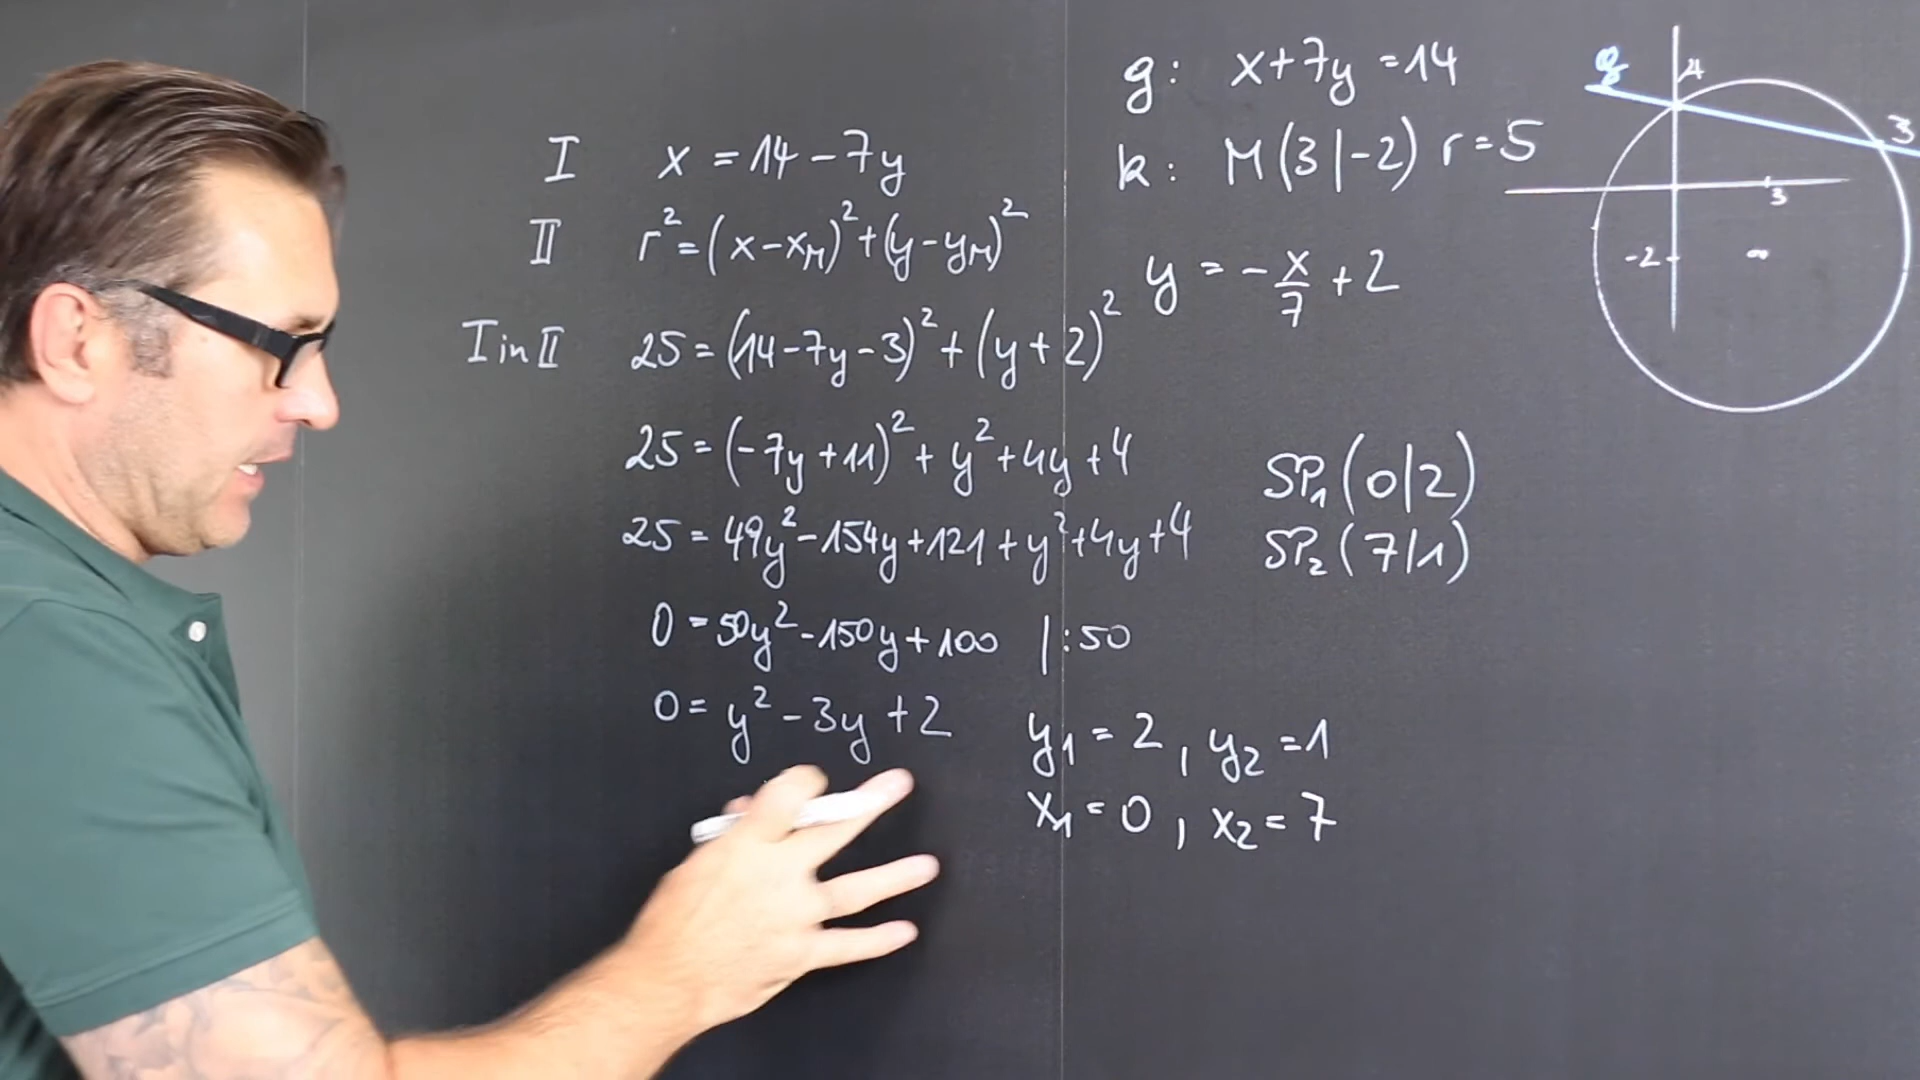 I x = 14 - 7y
II r² = (x - x_M)² + (y - y_M)²
I in II 25 = (14 - 7y - 3)² + (y + 2)²
25 = (-7y + 11)² + y² + 4y + 4
25 = 49y² - 154y + 121 + y² + 4y + 4
0 = 50y² - 150y + 100 |:50
0 = y² - 3y + 2
y₁ = 2, y₂ = 1
x₁ = 0, x₂ = 7
g: x + 7y = 14
k: M(3|-2) r = 5
y = -x/7 + 2
SP₁(0|2)
SP₂(7|1)
g
3
-2